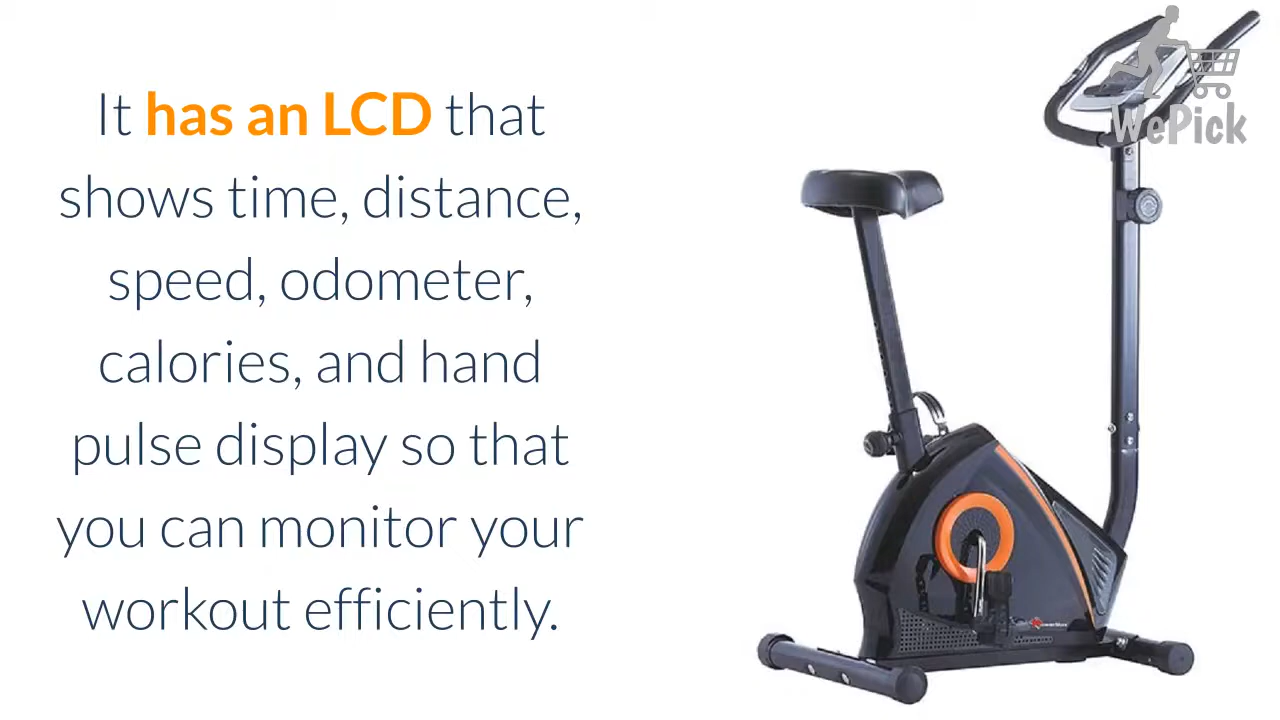 It has an LCD that
shows time, distance,
speed, odometer,
calories, and hand
pulse display so that
you can monitor your
workout efficiently.
WePick